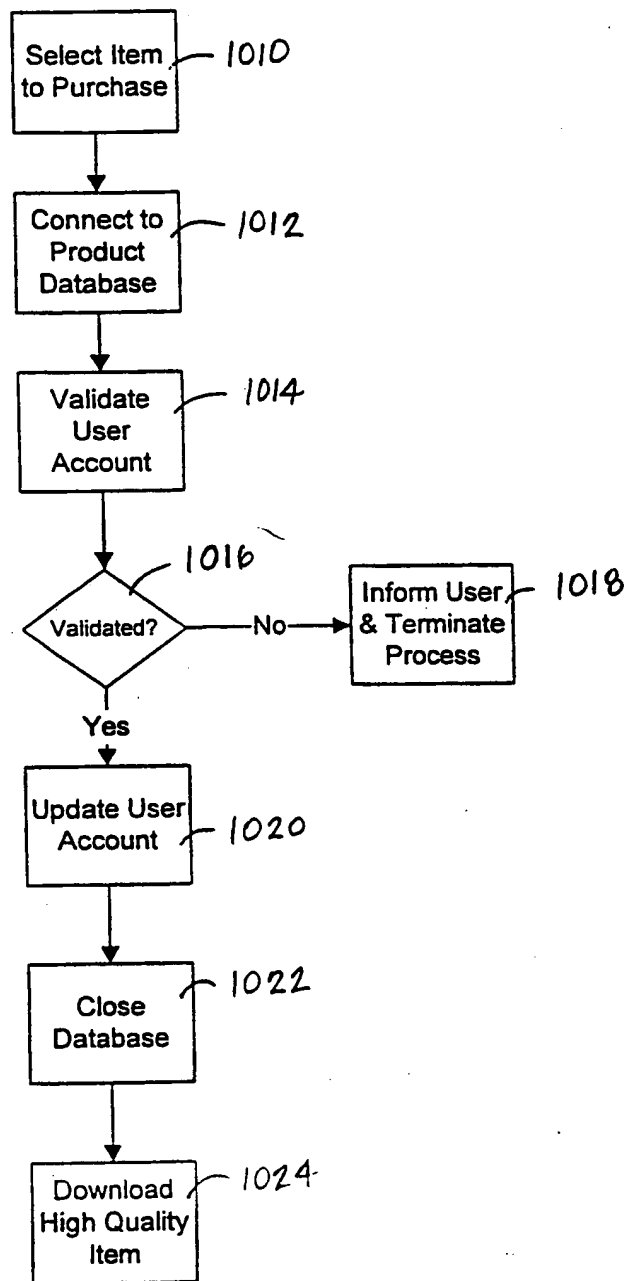 Select Item
to Purchase
1010
Connect to
Product
Database
1012
Validate
User
Account
1014
Validated?
1016
No
Inform User
& Terminate
Process
1018
Yes
Update User
Account
1020
Close
Database
1022
Download
High Quality
Item
1024